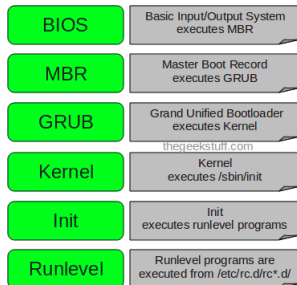 BIOS
Basic Input/Output System
executes MBR
MBR
Master Boot Record
executes GRUB
GRUB
Grand Unified Bootloader
executes Kernel
thegeekstuff.com
Kernel
Kernel
executes /sbin/init
Init
Init
executes runlevel programs
Runlevel
Runlevel programs are
executed from /etc/rc.d/rc*.d/